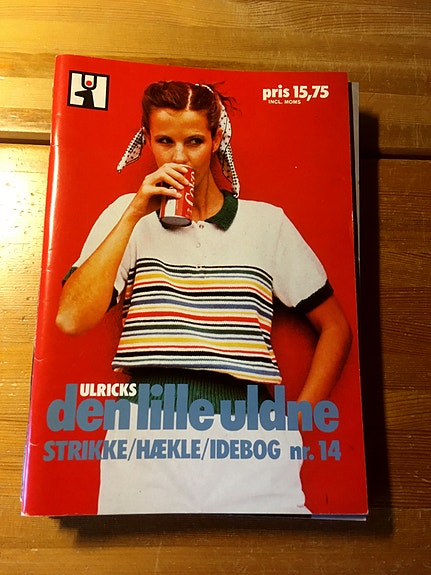 pris 15,75
INCL. MOMS
ULRICKS
den lille uldne
STRIKKE/HÆKLE/IDEBOG nr. 14